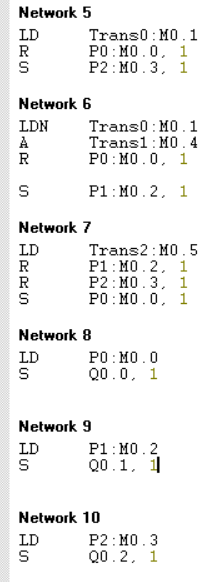 Network 5
LD Trans0:M0.1
R P0:M0.0, 1
S P2:M0.3, 1
Network 6
LDN Trans0:M0.1
A Trans1:M0.4
R P0:M0.0, 1
S P1:M0.2, 1
Network 7
LD Trans2:M0.5
R P1:M0.2, 1
R P2:M0.3, 1
S P0:M0.0, 1
Network 8
LD P0:M0.0
S Q0.0, 1
Network 9
LD P1:M0.2
S Q0.1, 1
Network 10
LD P2:M0.3
S Q0.2, 1